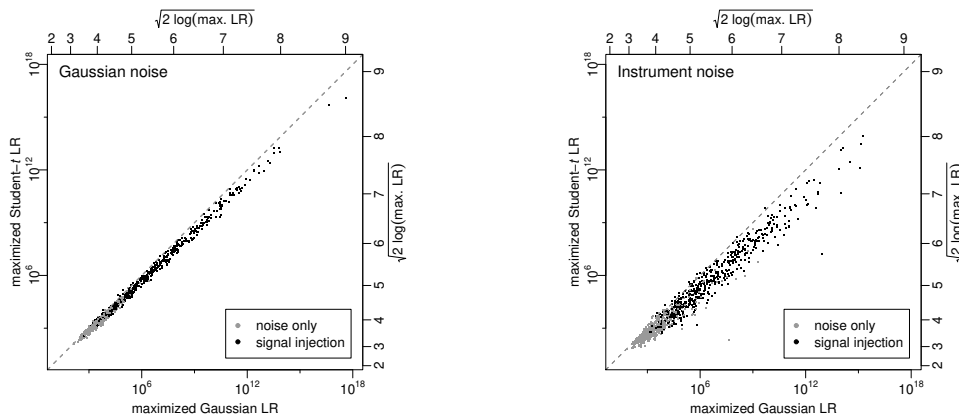 √2 log(max. LR)
2 3 4 5 6 7 8 9
Gaussian noise
10^18
10^12
10^6
maximized Student−t LR
2 3 4 5 6 7 8 9
√2 log(max. LR)
noise only
signal injection
10^6 10^12 10^18
maximized Gaussian LR
√2 log(max. LR)
2 3 4 5 6 7 8 9
Instrument noise
10^18
10^12
10^6
maximized Student−t LR
2 3 4 5 6 7 8 9
√2 log(max. LR)
noise only
signal injection
10^6 10^12 10^18
maximized Gaussian LR